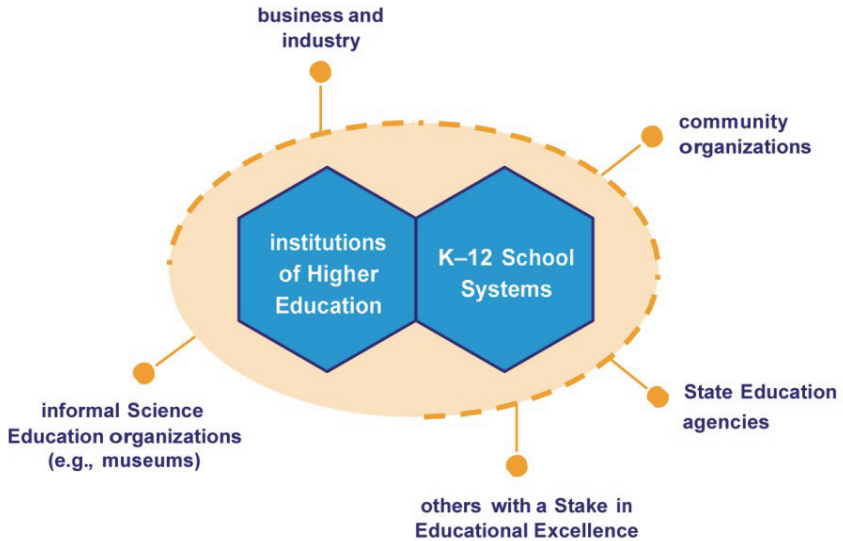 business and
industry
community
organizations
institutions
of Higher
Education
K–12 School
Systems
informal Science
Education organizations
(e.g., museums)
State Education
agencies
others with a Stake in
Educational Excellence